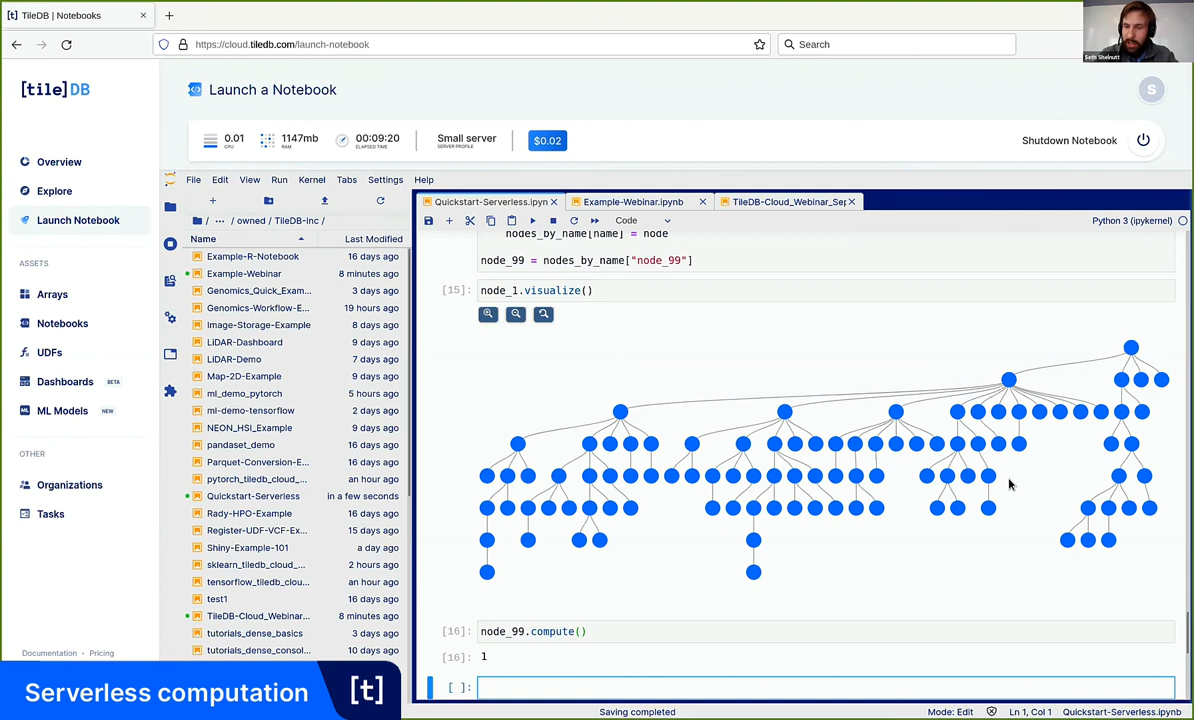 [t] TileDB | Notebooks
https://cloud.tiledb.com/launch-notebook
Search
Seth Shelnutt
[tile]DB
Launch a Notebook
S
0.01
CPU
1147mb
RAM
00:09:20
ELAPSED TIME
Small server
SERVER PROFILE
$0.02
Shutdown Notebook
Overview
Explore
Launch Notebook
ASSETS
Arrays
Notebooks
UDFs
Dashboards BETA
ML Models NEW
OTHER
Organizations
Tasks
Documentation · Pricing
File Edit View Run Kernel Tabs Settings Help
/ ··· / owned / TileDB-Inc /
Name Last Modified
Example-R-Notebook 16 days ago
Example-Webinar 8 minutes ago
Genomics_Quick_Exam... 3 days ago
Genomics-Workflow-E... 19 hours ago
Image-Storage-Example 8 days ago
LiDAR-Dashboard 9 days ago
LiDAR-Demo 7 days ago
Map-2D-Example 9 days ago
ml_demo_pytorch 5 hours ago
ml-demo-tensorflow 2 days ago
NEON_HSI_Example 9 days ago
pandaset_demo 16 days ago
Parquet-Conversion-E... 16 days ago
pytorch_tiledb_cloud_... an hour ago
Quickstart-Serverless in a few seconds
Rady-HPO-Example 16 days ago
Register-UDF-VCF-Ex... 15 days ago
Shiny-Example-101 a day ago
sklearn_tiledb_cloud_... 2 hours ago
tensorflow_tiledb_clou... an hour ago
test1 16 days ago
TileDB-Cloud_Webinar... 8 minutes ago
tutorials_dense_basics 3 days ago
tutorials_dense_consol... 10 days ago
Quickstart-Serverless.ipyn
Example-Webinar.ipynb
TileDB-Cloud_Webinar_Sep
Code
Python 3 (ipykernel)
nodes_by_name[name] = node
node_99 = nodes_by_name["node_99"]
[15]: node_1.visualize()
[16]: node_99.compute()
[16]: 1
[ ]:
Saving completed
Mode: Edit
Ln 1, Col 1
Quickstart-Serverless.ipynb
Serverless computation [t]